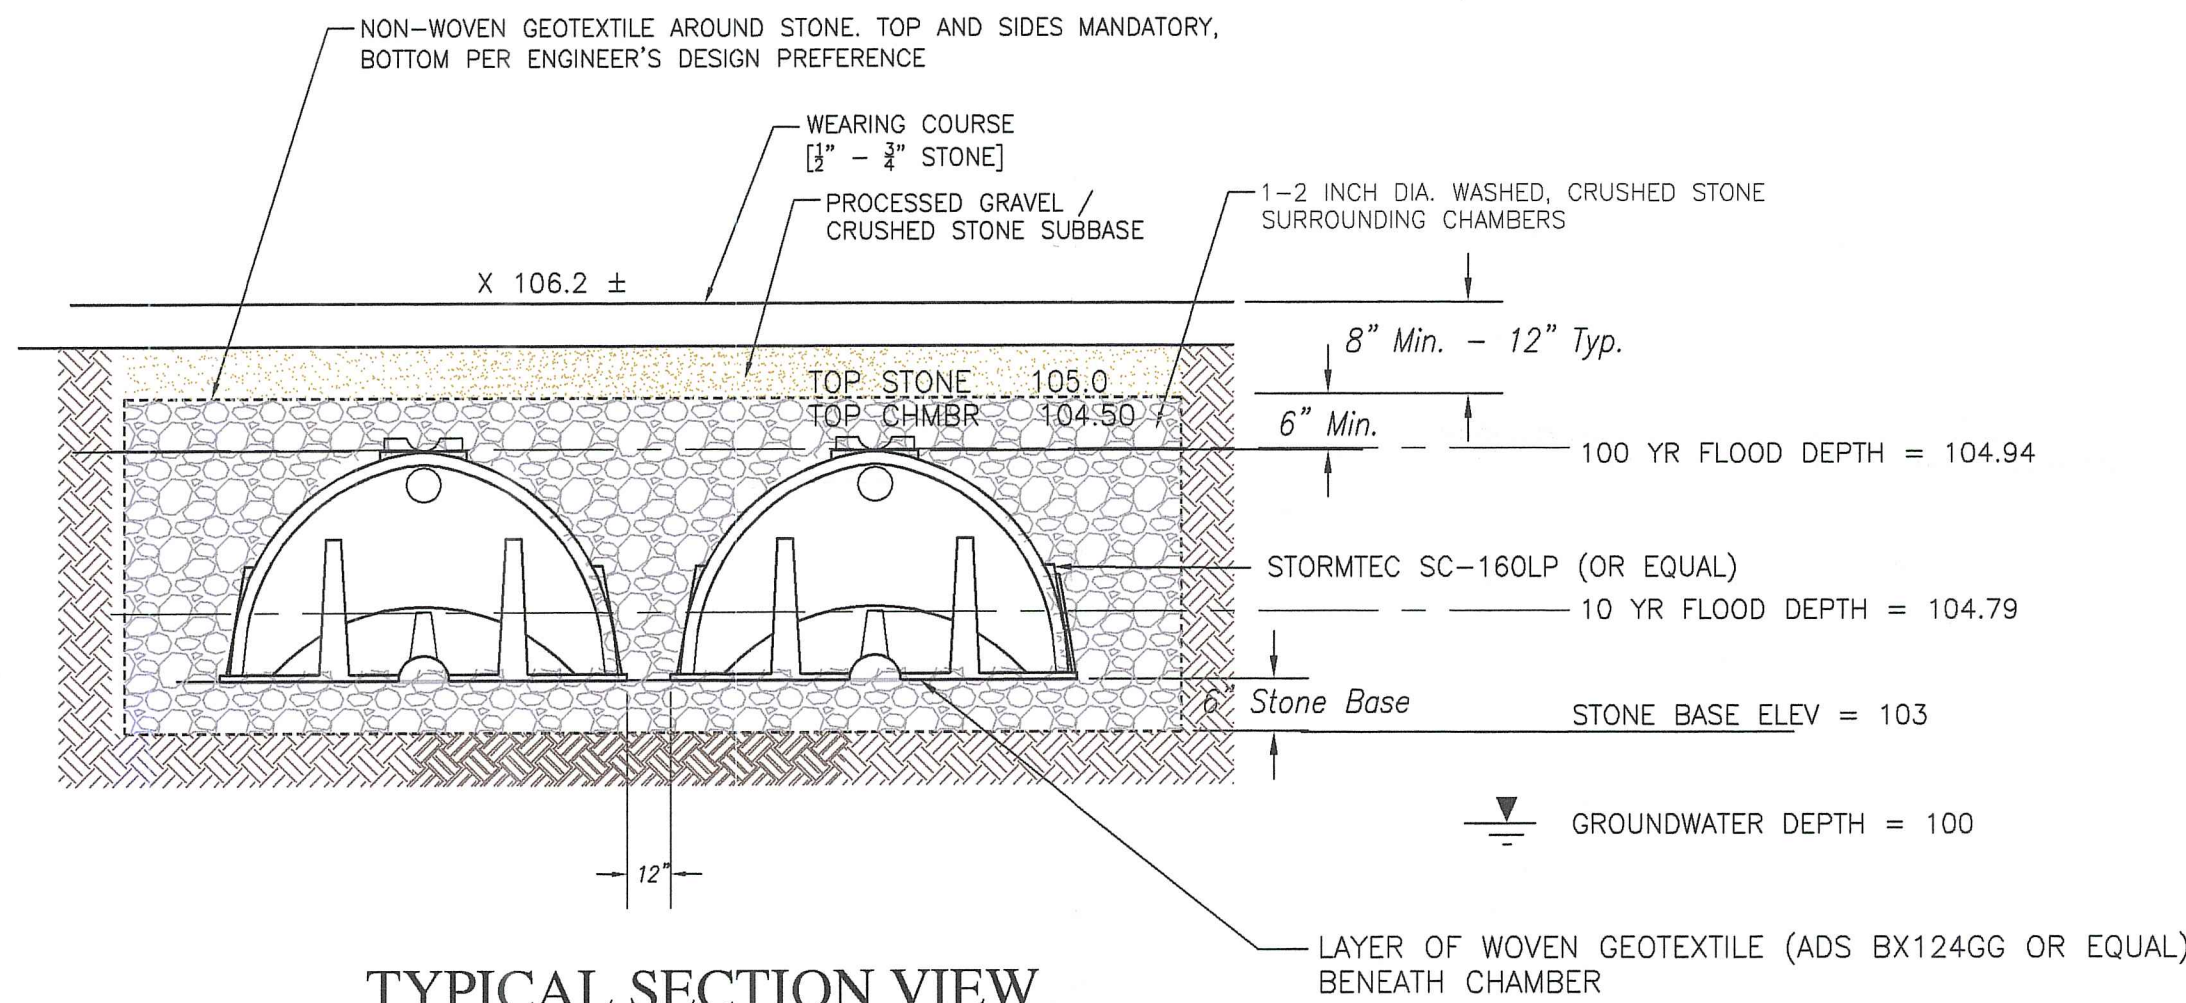 NON-WOVEN GEOTEXTILE AROUND STONE. TOP AND SIDES MANDATORY,
BOTTOM PER ENGINEER'S DESIGN PREFERENCE
WEARING COURSE
[½" - ¾" STONE]
PROCESSED GRAVEL /
CRUSHED STONE SUBBASE
1-2 INCH DIA. WASHED, CRUSHED STONE
SURROUNDING CHAMBERS
X 106.2 ±
8" Min. - 12" Typ.
TOP STONE 105.0
TOP CHMBR 104.50
6" Min.
100 YR FLOOD DEPTH = 104.94
STORMTEC SC-160LP (OR EQUAL)
10 YR FLOOD DEPTH = 104.79
6" Stone Base
STONE BASE ELEV = 103
GROUNDWATER DEPTH = 100
12"
LAYER OF WOVEN GEOTEXTILE (ADS BX124GG OR EQUAL)
BENEATH CHAMBER
TYPICAL SECTION VIEW